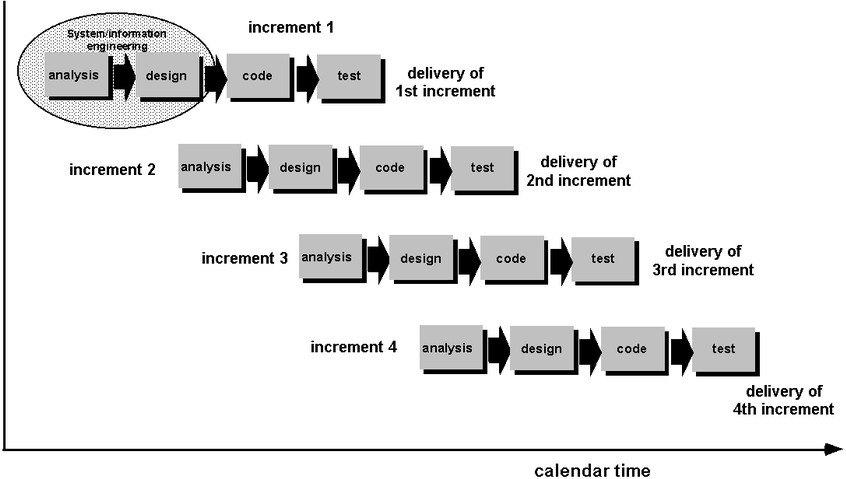 increment 1
System/information
engineering
analysis
design
code
test
delivery of
1st increment
increment 2
analysis
design
code
test
delivery of
2nd increment
increment 3
analysis
design
code
test
delivery of
3rd increment
increment 4
analysis
design
code
test
delivery of
4th increment
calendar time